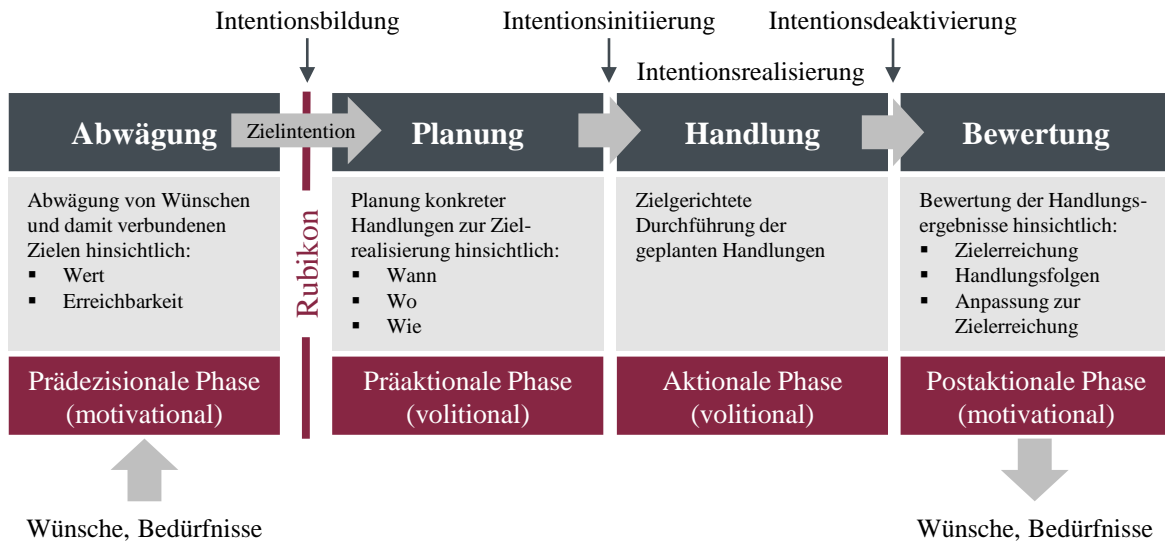 Intentionsbildung
Intentionsinitiierung
Intentionsdeaktivierung
Intentionsrealisierung
Abwägung
Zielintention
Planung
Handlung
Bewertung
Abwägung von Wünschen
und damit verbundenen
Zielen hinsichtlich:
▪ Wert
▪ Erreichbarkeit
Rubikon
Planung konkreter
Handlungen zur Ziel-
realisierung hinsichtlich:
▪ Wann
▪ Wo
▪ Wie
Zielgerichtete
Durchführung der
geplanten Handlungen
Bewertung der Handlungs-
ergebnisse hinsichtlich:
▪ Zielerreichung
▪ Handlungsfolgen
▪ Anpassung zur
Zielerreichung
Prädezisionale Phase
(motivational)
Präaktionale Phase
(volitional)
Aktionale Phase
(volitional)
Postaktionale Phase
(motivational)
Wünsche, Bedürfnisse
Wünsche, Bedürfnisse